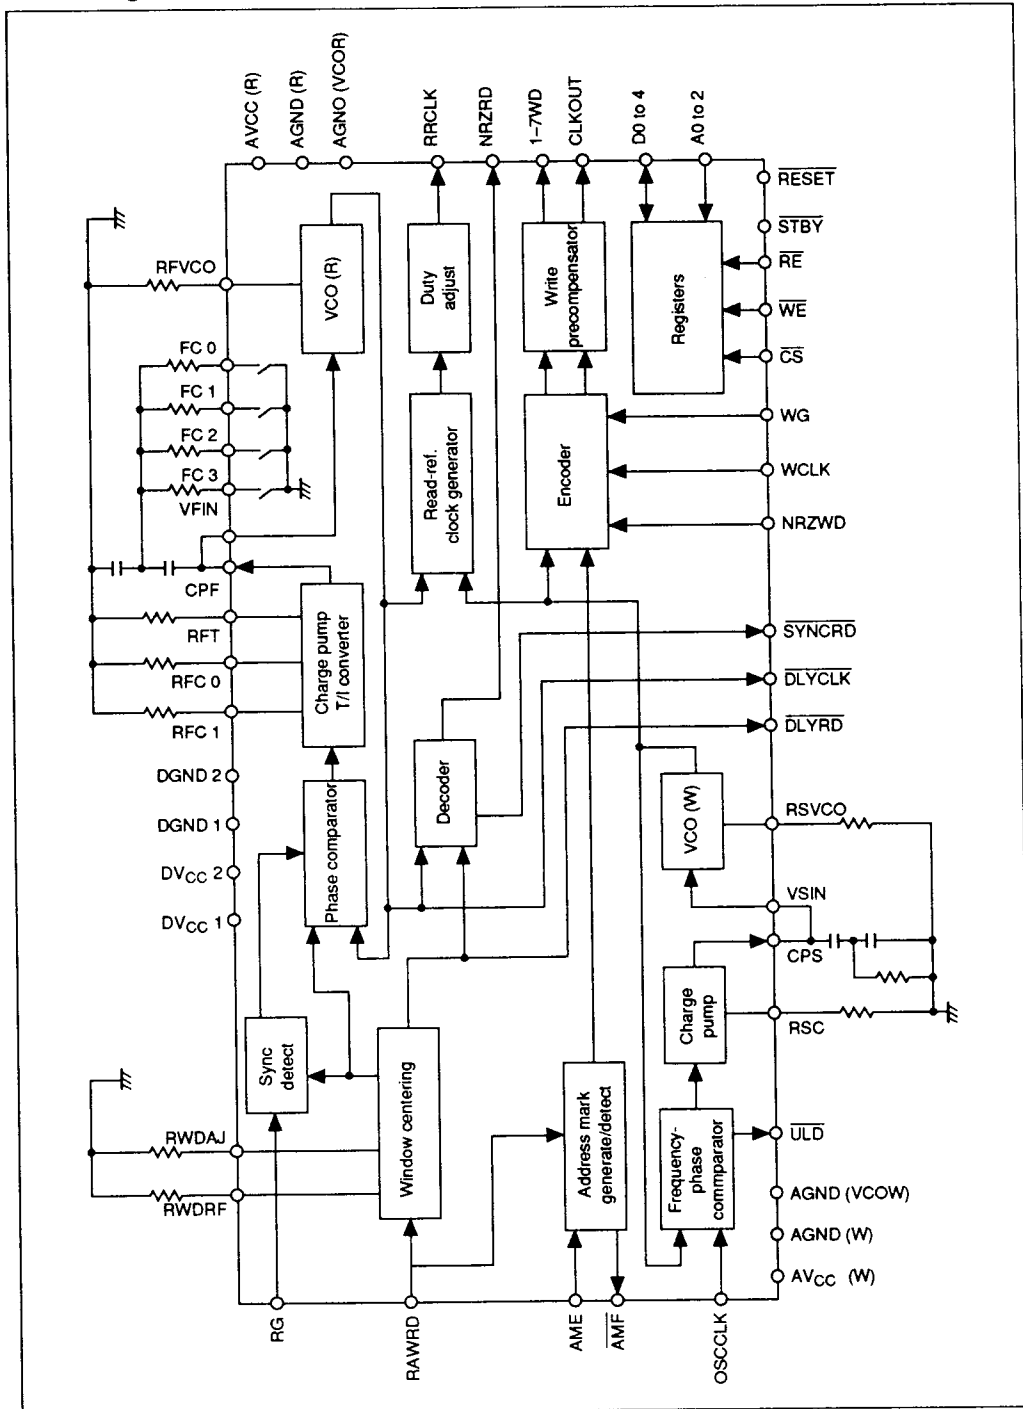 AVCC (R)
AGND (R)
AGNO (VCOR)
RRCLK
NRZRD
1–7WD
CLKOUT
D0 to 4
A0 to 2
RESET
STBY
RE
WE
CS
WG
WCLK
NRZWD
SYNCRD
DLYCLK
DLYRD
RSVCO
VSIN
CPS
RSC
ULD
AGND (VCOW)
AGND (W)
AVCC (W)
RFVCO
FC 0
FC 1
FC 2
FC 3
VFIN
CPF
RFT
RFC 0
RFC 1
DGND 2
DGND 1
DVCC 2
DVCC 1
RWDAJ
RWDRF
RG
RAWRD
AME
AMF
OSCCLK
VCO (R)
Duty
adjust
Write
precompensator
Registers
Read-ref.
clock generator
Encoder
Charge pump
T/I converter
Phase comparator
Decoder
VCO (W)
Sync
detect
Window centering
Address mark
generate/detect
Charge
pump
Frequency-
phase
commparator